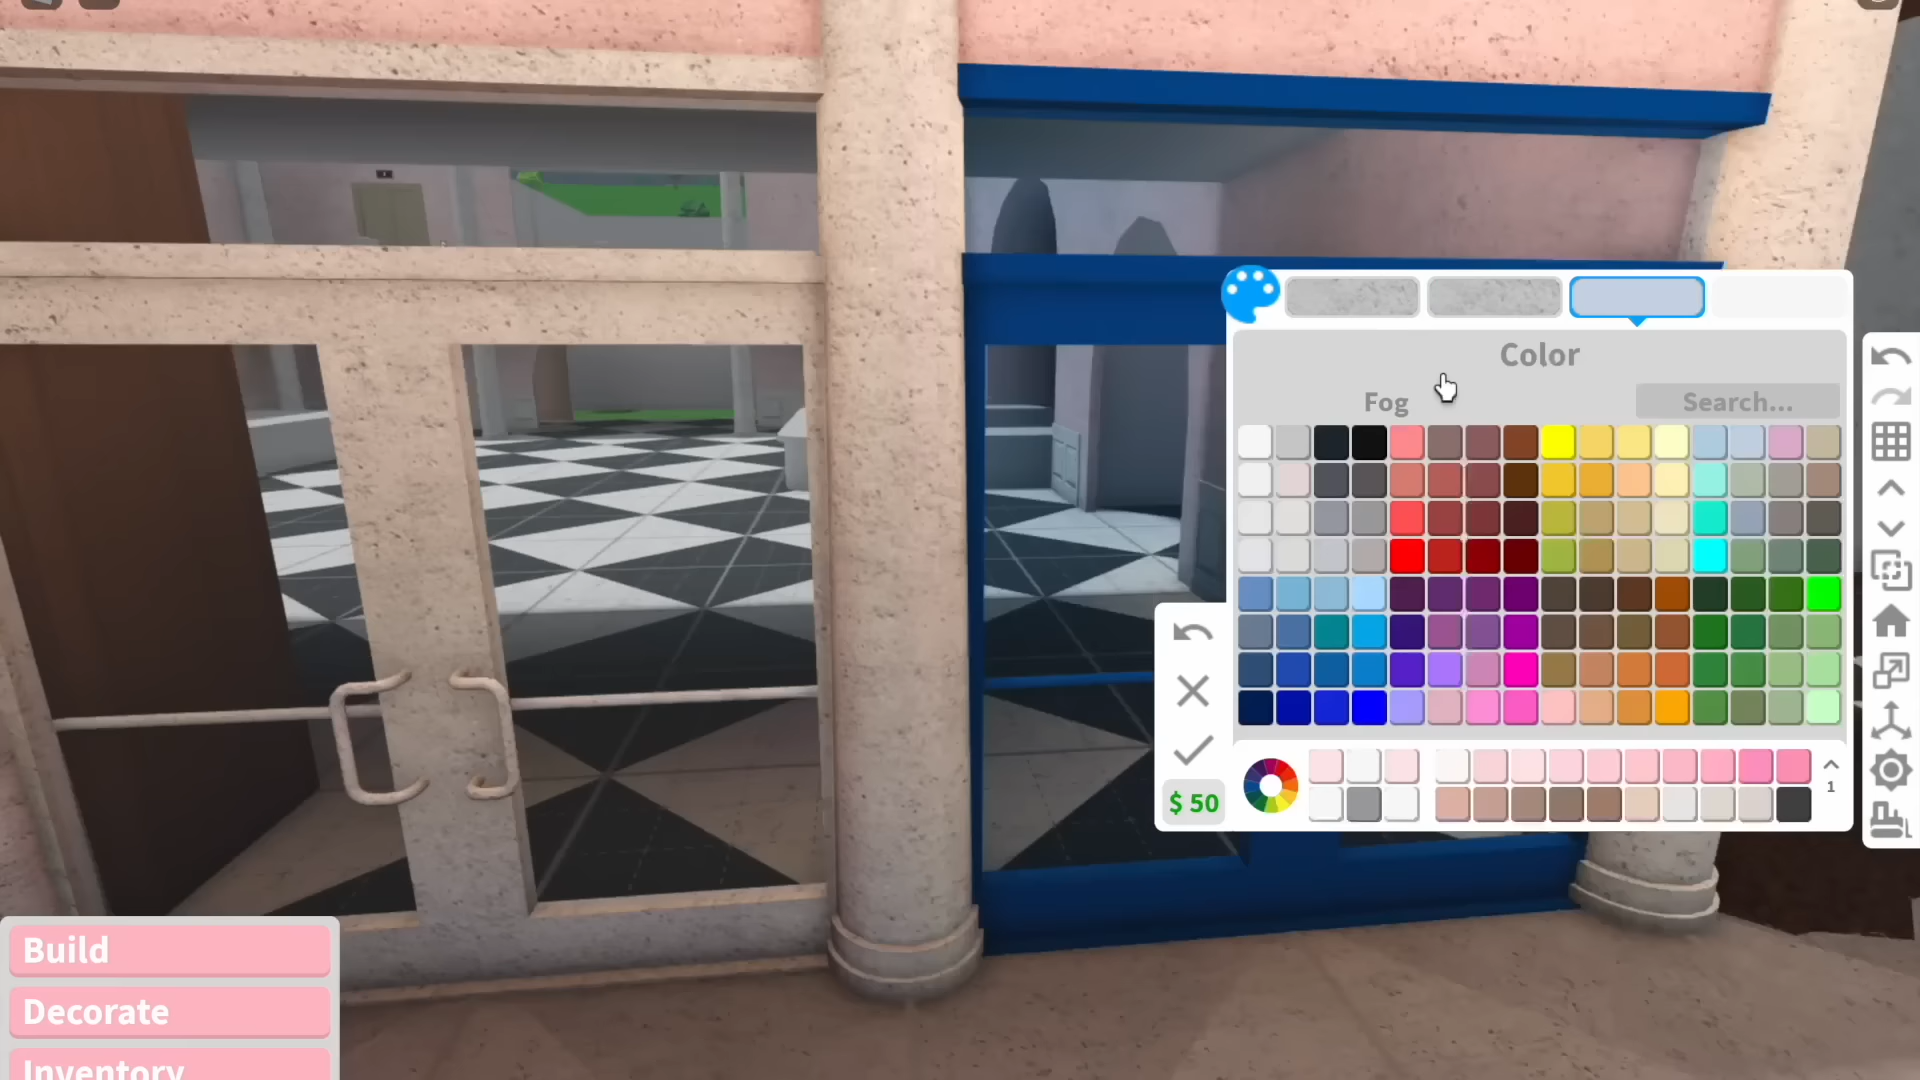 Color
Fog
Search...
1
$ 50
Build
Decorate
Inventory